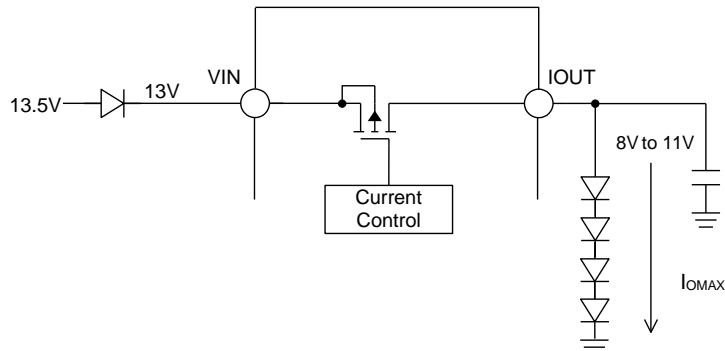 VIN
IOUT
13.5V
13V
8V to 11V
Current
Control
IOMAX